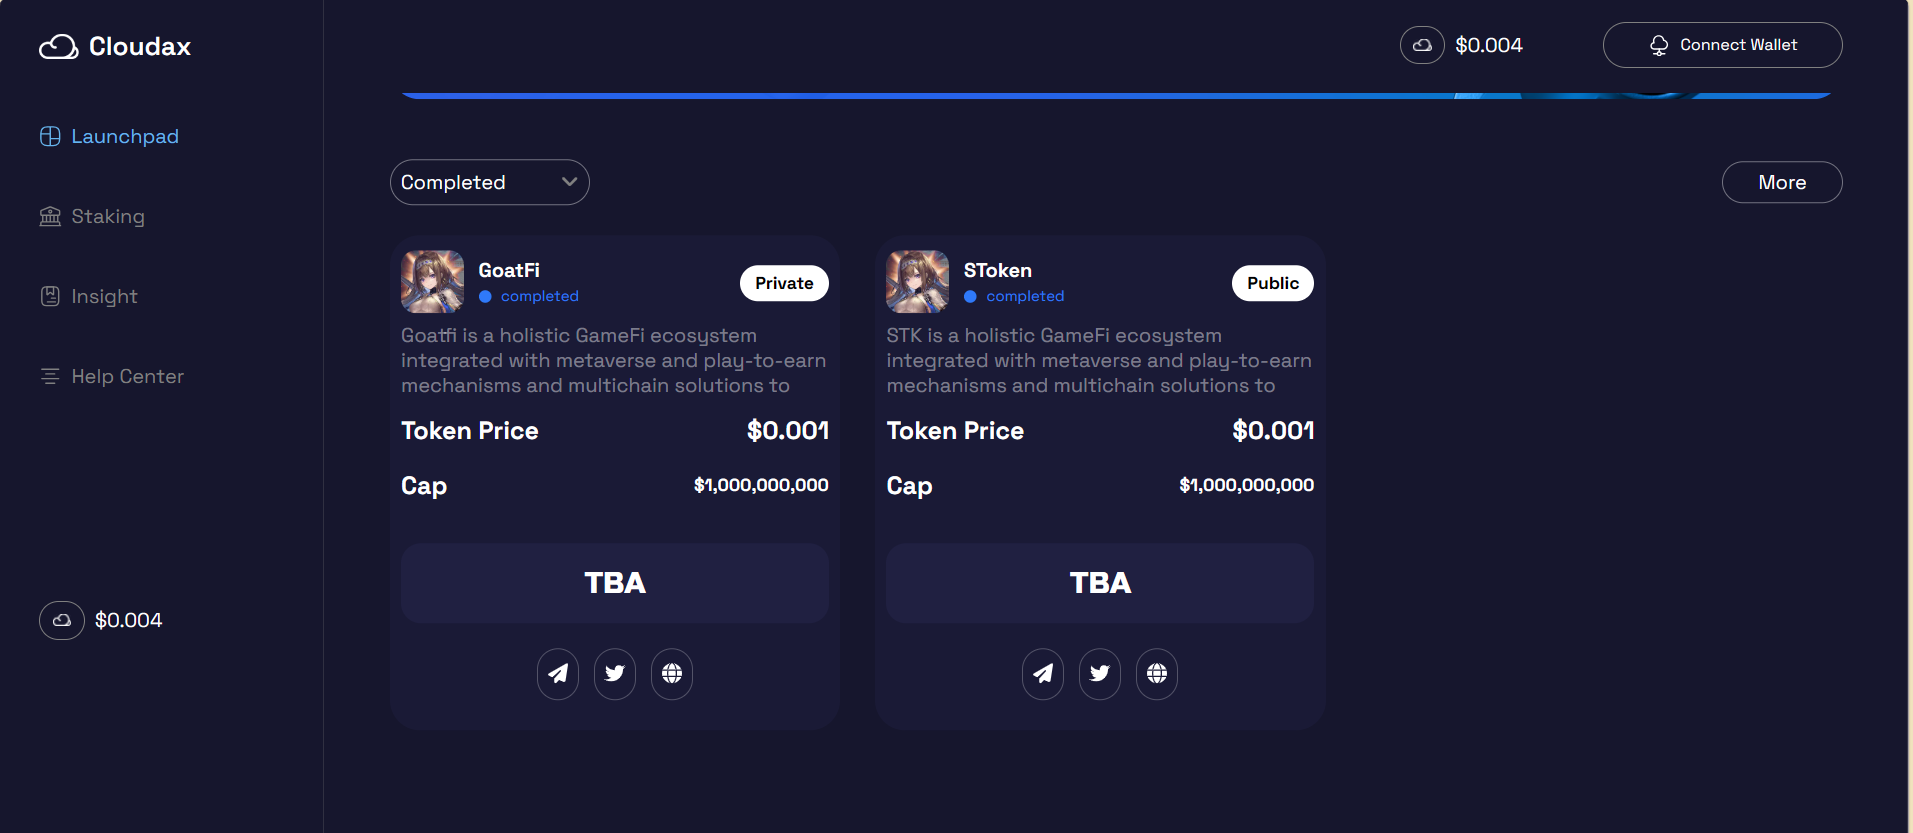 Cloudax
$0.004
Connect Wallet
Launchpad
Staking
Insight
Help Center
$0.004
Completed
More
GoatFi
completed
Private
Goatfi is a holistic GameFi ecosystem
integrated with metaverse and play-to-earn
mechanisms and multichain solutions to
Token Price
$0.001
Cap
$1,000,000,000
TBA
SToken
completed
Public
STK is a holistic GameFi ecosystem
integrated with metaverse and play-to-earn
mechanisms and multichain solutions to
Token Price
$0.001
Cap
$1,000,000,000
TBA